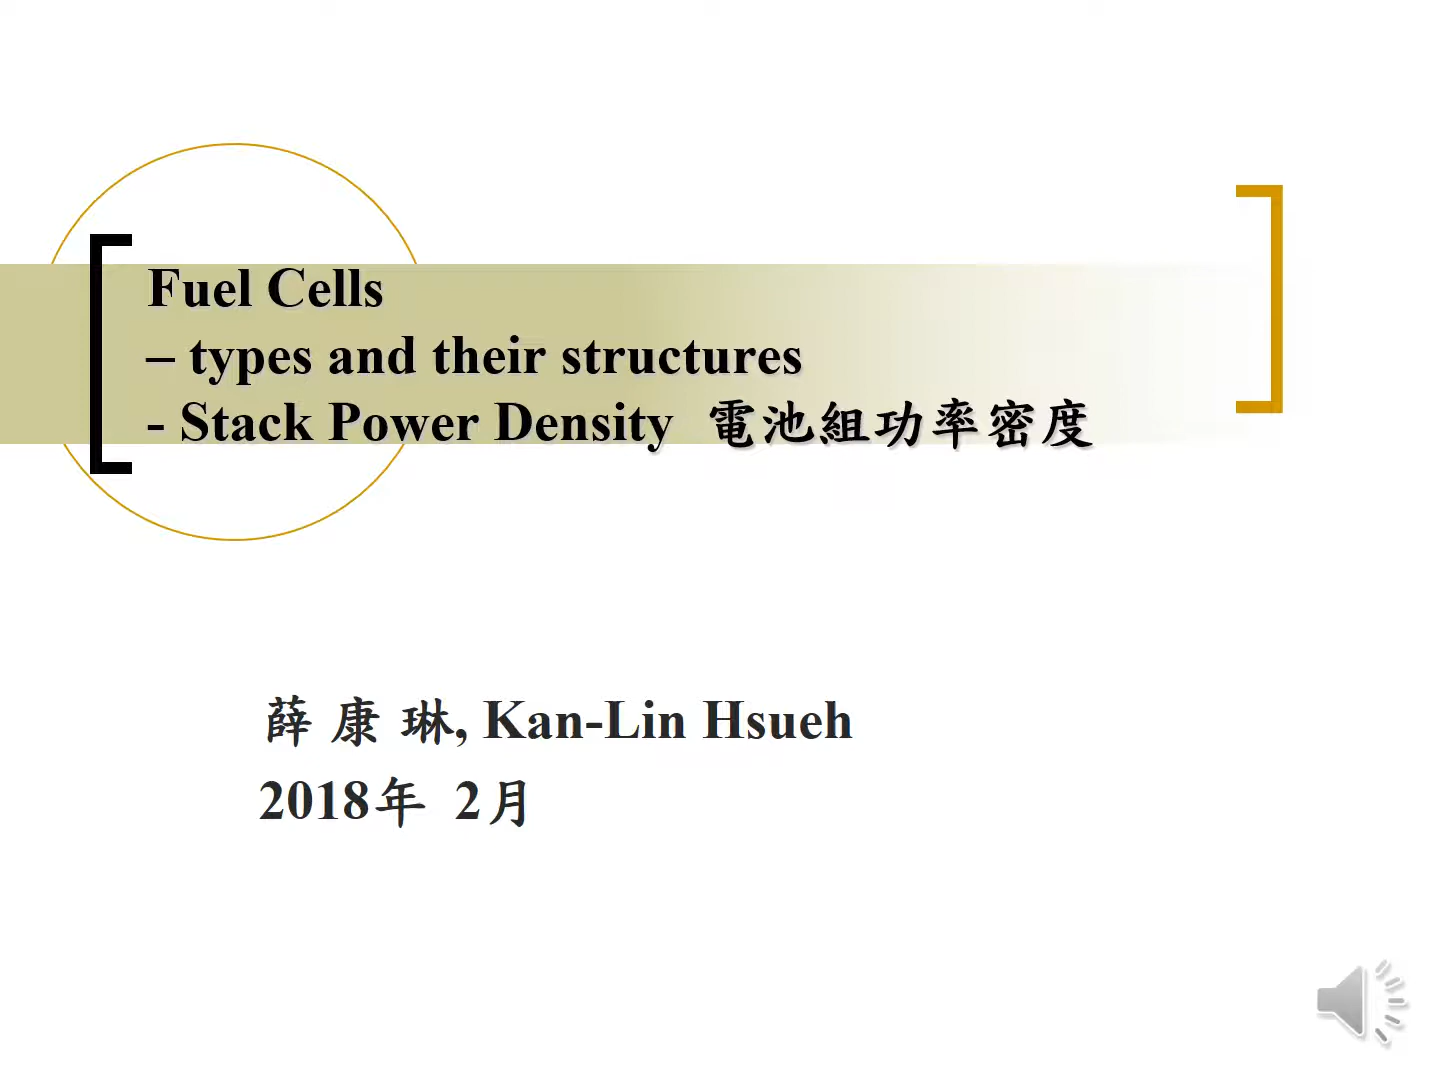 Fuel Cells
– types and their structures
- Stack Power Density 電池組功率密度
薛 康 琳, Kan-Lin Hsueh
2018年 2月